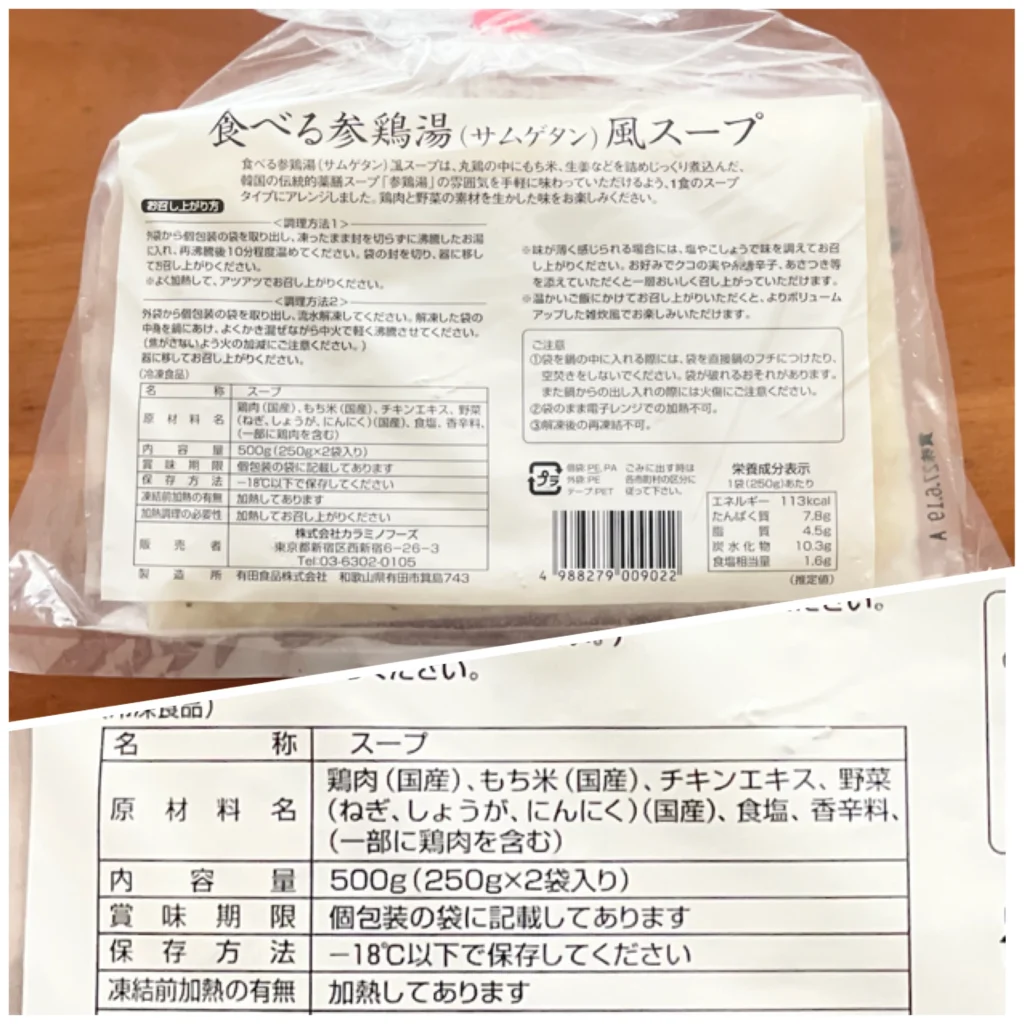 食べる参鶏湯(サムゲタン)風スープ
食べる参鶏湯(サムゲタン)風スープは、丸鶏の中にもち米、生姜などを詰めじっくり煮込んだ、
韓国の伝統的薬膳スープ「参鶏湯」の雰囲気を手軽に味わっていただけるよう、1食のスープ
タイプにアレンジしました。鶏肉と野菜の素材を生かした味をお楽しみください。
お召し上がり方
<調理方法1>
外袋から個包装の袋を取り出し、凍ったまま封を切らずに沸騰したお湯
に入れ、再沸騰後10分程度温めてください。袋の封を切り、器に移し
てお召し上がりください。
※よく加熱して、アツアツでお召し上がりください。
<調理方法2>
外袋から個包装の袋を取り出し、流水解凍してください。解凍した袋の
中身を鍋にあけ、よくかき混ぜながら中火で軽く沸騰させてください。
(焦がさないよう火の加減にご注意ください。)
器に移してお召し上がりください。
(冷凍食品)
名称 スープ
原材料名 鶏肉(国産)、もち米(国産)、チキンエキス、野菜
(ねぎ、しょうが、にんにく)(国産)、食塩、香辛料、
(一部に鶏肉を含む)
内容量 500g(250g×2袋入り)
賞味期限 個包装の袋に記載してあります
保存方法 −18℃以下で保存してください
凍結前加熱の有無 加熱してあります
加熱調理の必要性 加熱してお召し上がりください
販売者 株式会社カラミノフーズ
東京都新宿区西新宿6-26-3
Tel:03-6302-0105
製造所 有田食品株式会社 和歌山県有田市箕島743
※味が薄く感じられる場合には、塩やこしょうで味を調えてお召
し上がりください。お好みでクコの実や糸唐辛子、あさつき等
を添えていただくと一層おいしく召し上がっていただけます。
※温かいご飯にかけてお召し上がりいただくと、よりボリューム
アップした雑炊風でお楽しみいただけます。
ご注意
①袋を鍋の中に入れる際には、袋を直接鍋のフチにつけたり、
空焚きをしないでください。袋が破れるおそれがあります。
また鍋からの出し入れの際には火傷にご注意ください。
②袋のまま電子レンジでの加熱不可。
③解凍後の再凍結不可。
プラ
個袋:PE,PA
外袋:PE
テープ:PET
ごみに出す時は
各市町村の区分に
従って下さい。
4 988279 009022
栄養成分表示
1袋(250g)あたり
エネルギー 113kcal
たんぱく質 7.8g
脂質 4.5g
炭水化物 10.3g
食塩相当量 1.6g
(推定値)
ください。
(冷凍食品)
名称 スープ
原材料名 鶏肉(国産)、もち米(国産)、チキンエキス、野菜
(ねぎ、しょうが、にんにく)(国産)、食塩、香辛料、
(一部に鶏肉を含む)
内容量 500g(250g×2袋入り)
賞味期限 個包装の袋に記載してあります
保存方法 −18℃以下で保存してください
凍結前加熱の有無 加熱してあります